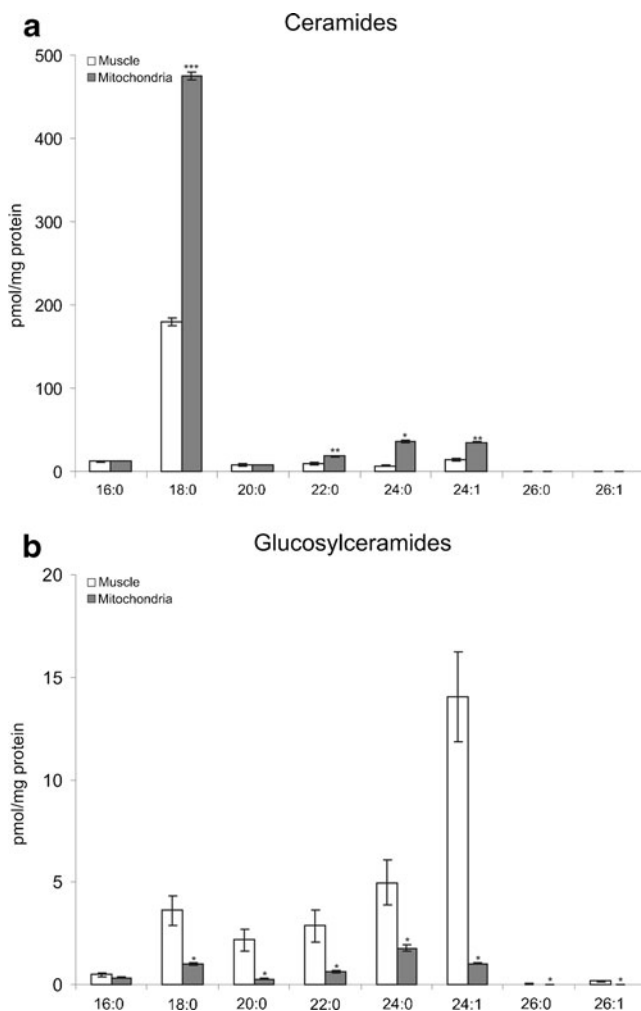 a
Ceramides
500
Muscle
Mitochondria
***
400
300
pmol/mg protein
200
100
** * **
0
16:0 18:0 20:0 22:0 24:0 24:1 26:0 26:1
b
Glucosylceramides
20
Muscle
Mitochondria
15
pmol/mg protein
10
5
* * * * * * *
0
16:0 18:0 20:0 22:0 24:0 24:1 26:0 26:1